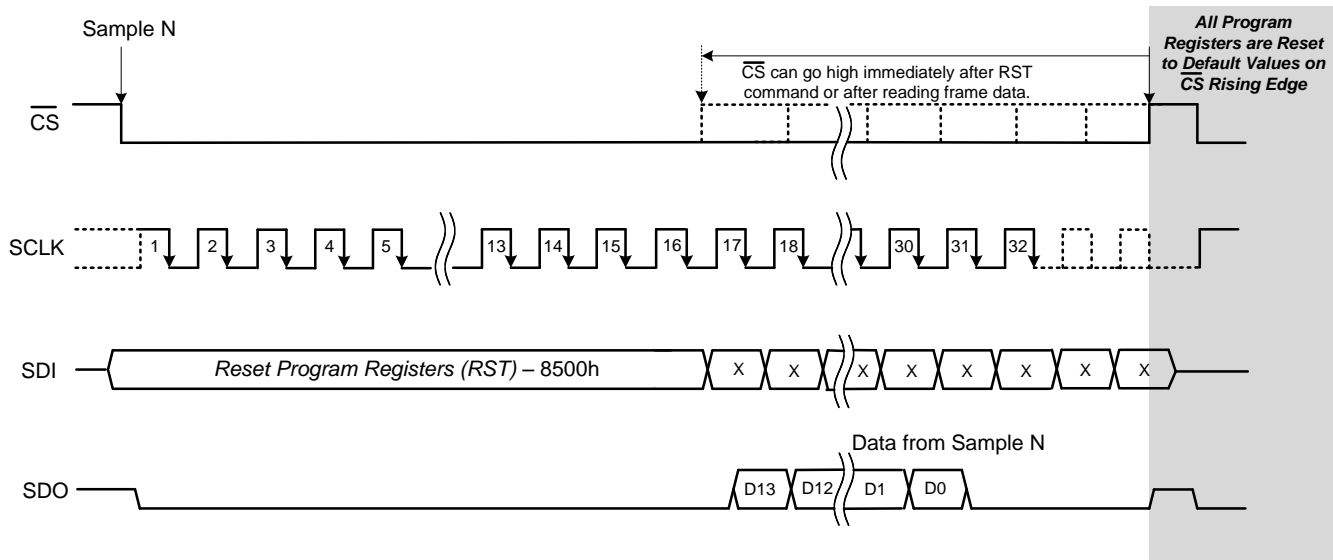 Sample N
All Program
Registers are Reset
to Default Values on
CS Rising Edge
CS can go high immediately after RST
command or after reading frame data.
CS
SCLK
1 2 3 4 5 13 14 15 16 17 18 30 31 32
SDI
Reset Program Registers (RST) – 8500h
X X X X X X X X
Data from Sample N
SDO
D13 D12 D1 D0